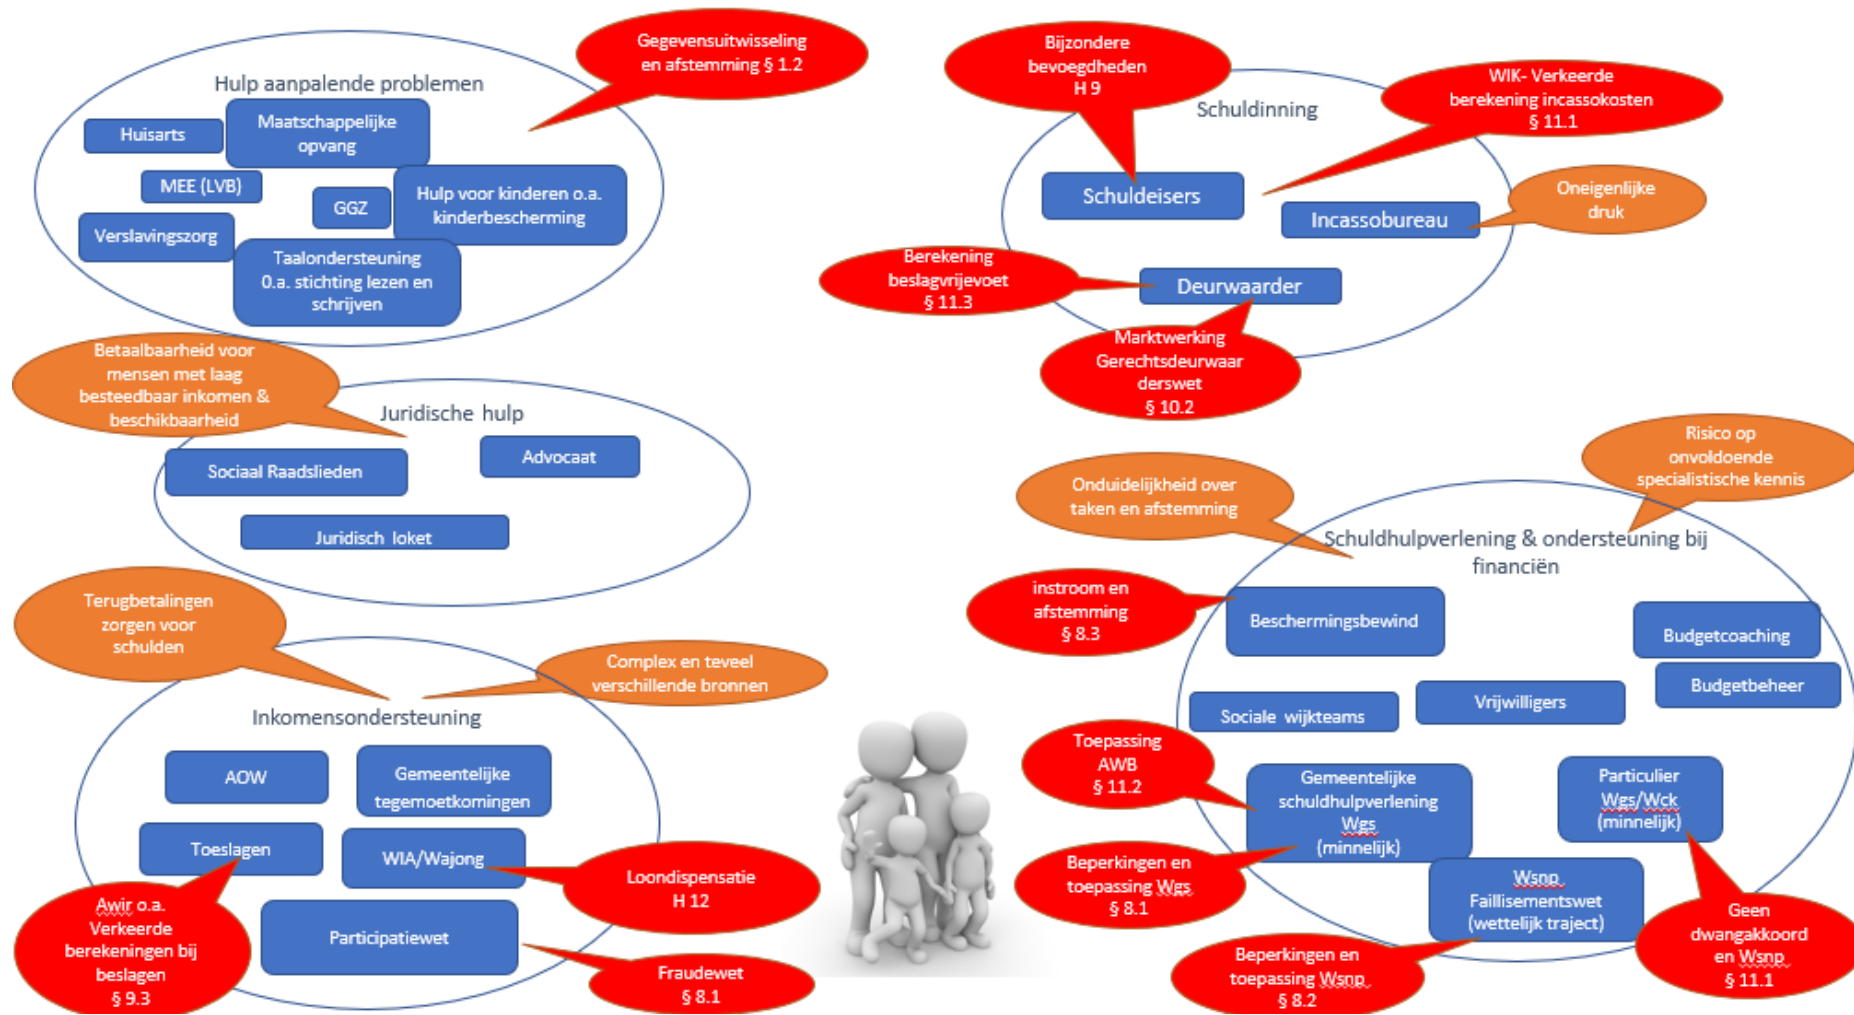 Gegevensuitwisseling
en afstemming § 1.2
Hulp aanpalende problemen
Huisarts
Maatschappelijke
opvang
MEE (LVB)
GGZ
Hulp voor kinderen o.a.
kinderbescherming
Verslavingszorg
Taalondersteuning
0.a. stichting lezen en
schrijven
Bijzondere
bevoegdheden
H 9
WIK- Verkeerde
berekening incassokosten
§ 11.1
Schuldinning
Schuldeisers
Oneigenlijke
druk
Incassobureau
Berekening
beslagvrijevoet
§ 11.3
Deurwaarder
Marktwerking
Gerechtsdeurwaar
derswet
§ 10.2
Betaalbaarheid voor
mensen met laag
besteedbaar inkomen &
beschikbaarheid
Juridische hulp
Sociaal Raadslieden
Advocaat
Juridisch loket
Risico op
onvoldoende
specialistische kennis
Onduidelijkheid over
taken en afstemming
Schuldhulpverlening & ondersteuning bij
financiën
instroom en
afstemming
§ 8.3
Beschermingsbewind
Budgetcoaching
Budgetbeheer
Sociale wijkteams
Vrijwilligers
Toepassing
AWB
§ 11.2
Gemeentelijke
schuldhulpverlening
Wgs
(minnelijk)
Particulier
Wgs/Wck
(minnelijk)
Beperkingen en
toepassing Wgs
§ 8.1
Wsnp
Faillisementswet
(wettelijk traject)
Geen
dwangakkoord
en Wsnp
§ 11.1
Beperkingen en
toepassing Wsnp
§ 8.2
Terugbetalingen
zorgen voor
schulden
Complex en teveel
verschillende bronnen
Inkomensondersteuning
AOW
Gemeentelijke
tegemoetkomingen
Toeslagen
WIA/Wajong
Loondispensatie
H 12
Awir o.a.
Verkeerde
berekeningen bij
beslagen
§ 9.3
Participatiewet
Fraudewet
§ 8.1